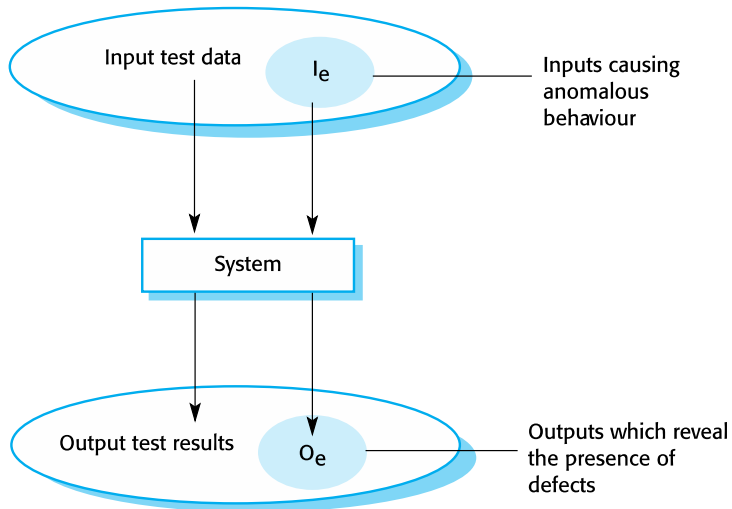 Input test data
Iₑ
Inputs causing
anomalous
behaviour
System
Output test results
Oₑ
Outputs which reveal
the presence of
defects